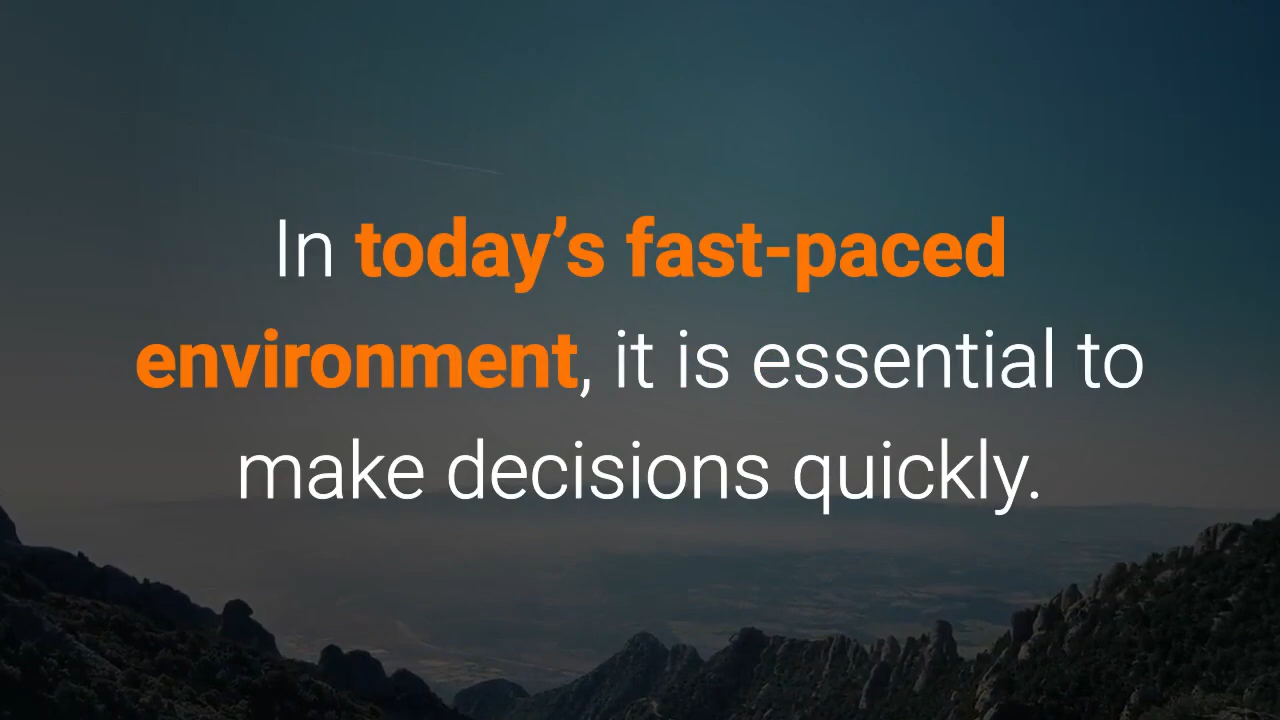 In today’s fast-paced
environment, it is essential to
make decisions quickly.